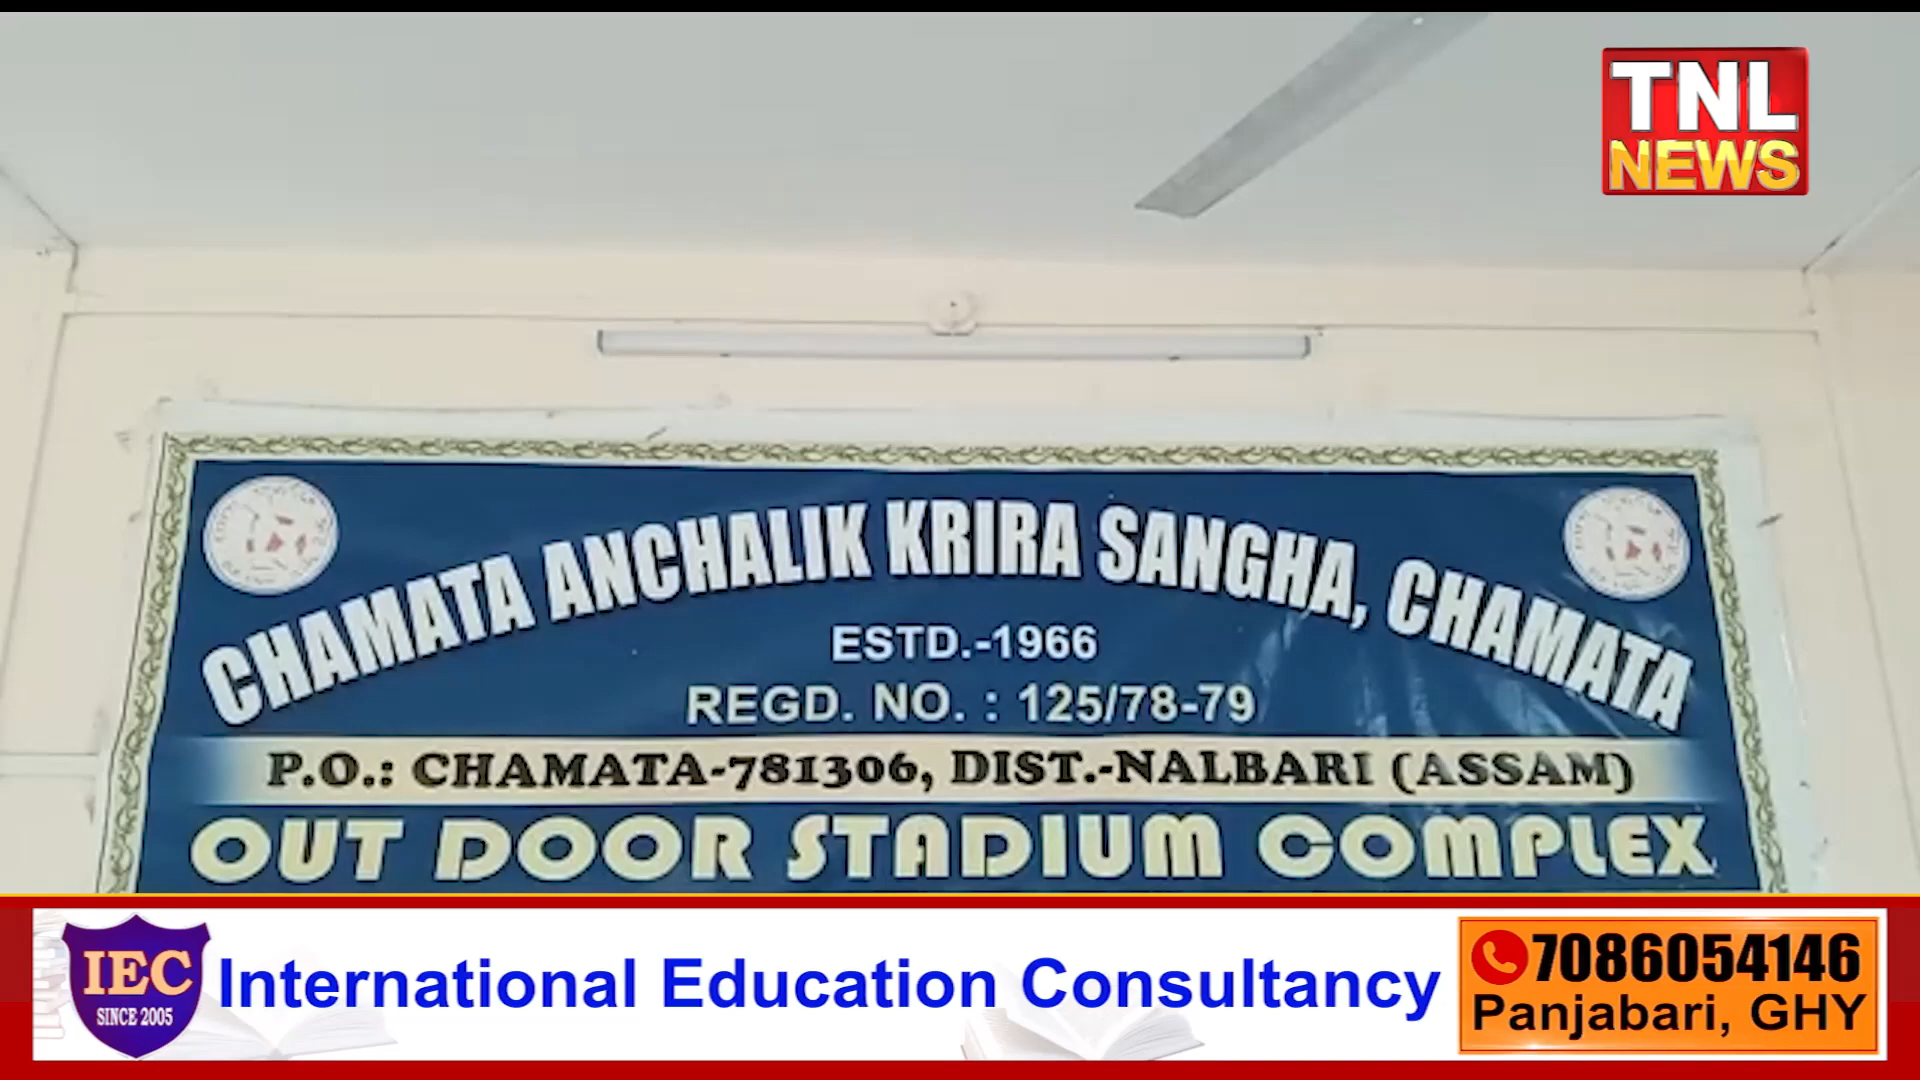 TNL
NEWS
CHAMATA ANCHALIK KRIRA SANGHA, CHAMATA
ESTD.-1966
REGD. NO. : 125/78-79
P.O.: CHAMATA-781306, DIST.-NALBARI (ASSAM)
OUT DOOR STADIUM COMPLEX
IEC
SINCE 2005
International Education Consultancy
7086054146
Panjabari, GHY